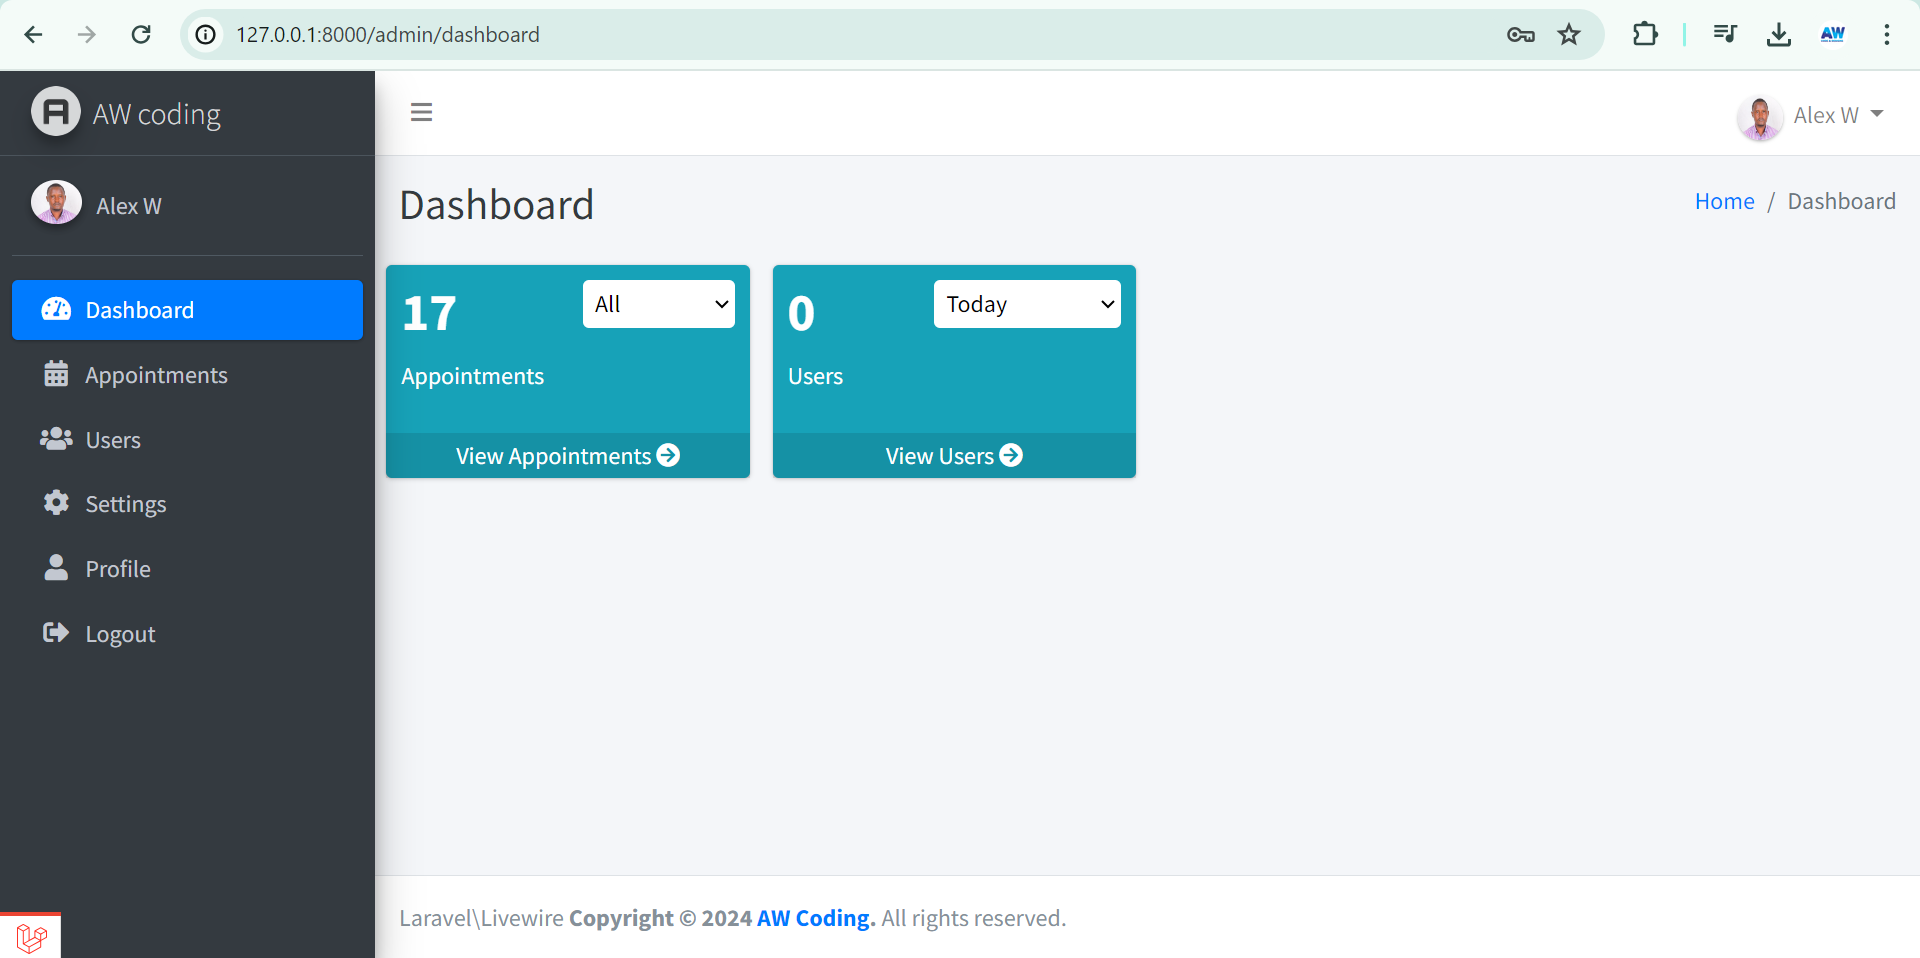 127.0.0.1:8000/admin/dashboard
AW
AW coding
Alex W
Alex W
Dashboard
Home / Dashboard
Dashboard
Appointments
Users
Settings
Profile
Logout
17
All
Appointments
View Appointments
0
Today
Users
View Users
Laravel\Livewire Copyright © 2024 AW Coding. All rights reserved.